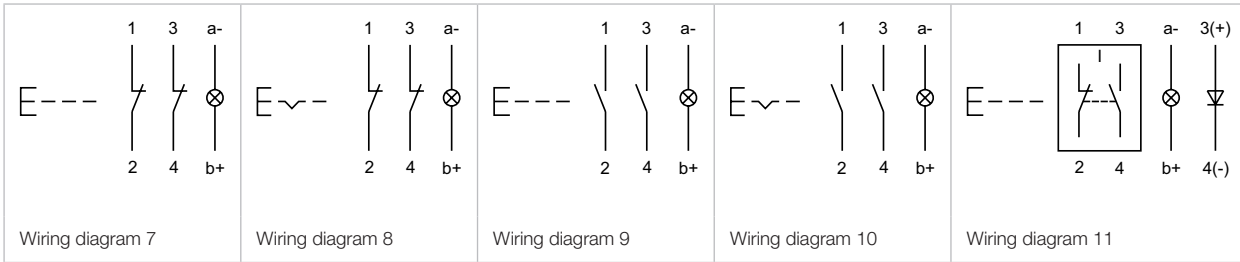 1 3 a-
2 4 b+
Wiring diagram 7
1 3 a-
2 4 b+
Wiring diagram 8
1 3 a-
2 4 b+
Wiring diagram 9
1 3 a-
2 4 b+
Wiring diagram 10
1 3 a- 3(+)
I
2 4 b+ 4(-)
Wiring diagram 11